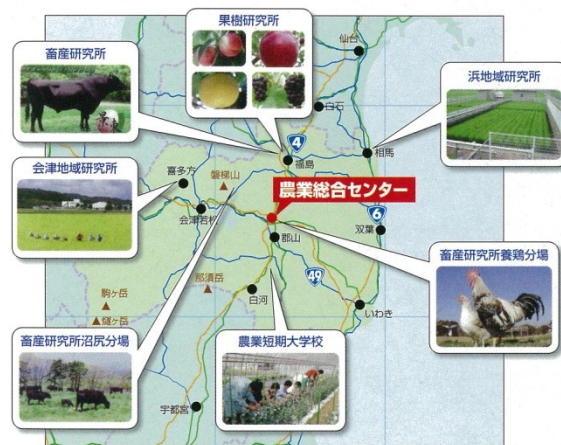 果樹研究所
畜産研究所
仙台
浜地域研究所
白石
4
相馬
福島
会津地域研究所
喜多方
磐梯山
農業総合センター
会津若松
6
双葉
郡山
畜産研究所養鶏分場
49
那須岳
駒ヶ岳
白河
いわき
燧ヶ岳
畜産研究所沼尻分場
農業短期大学校
宇都宮